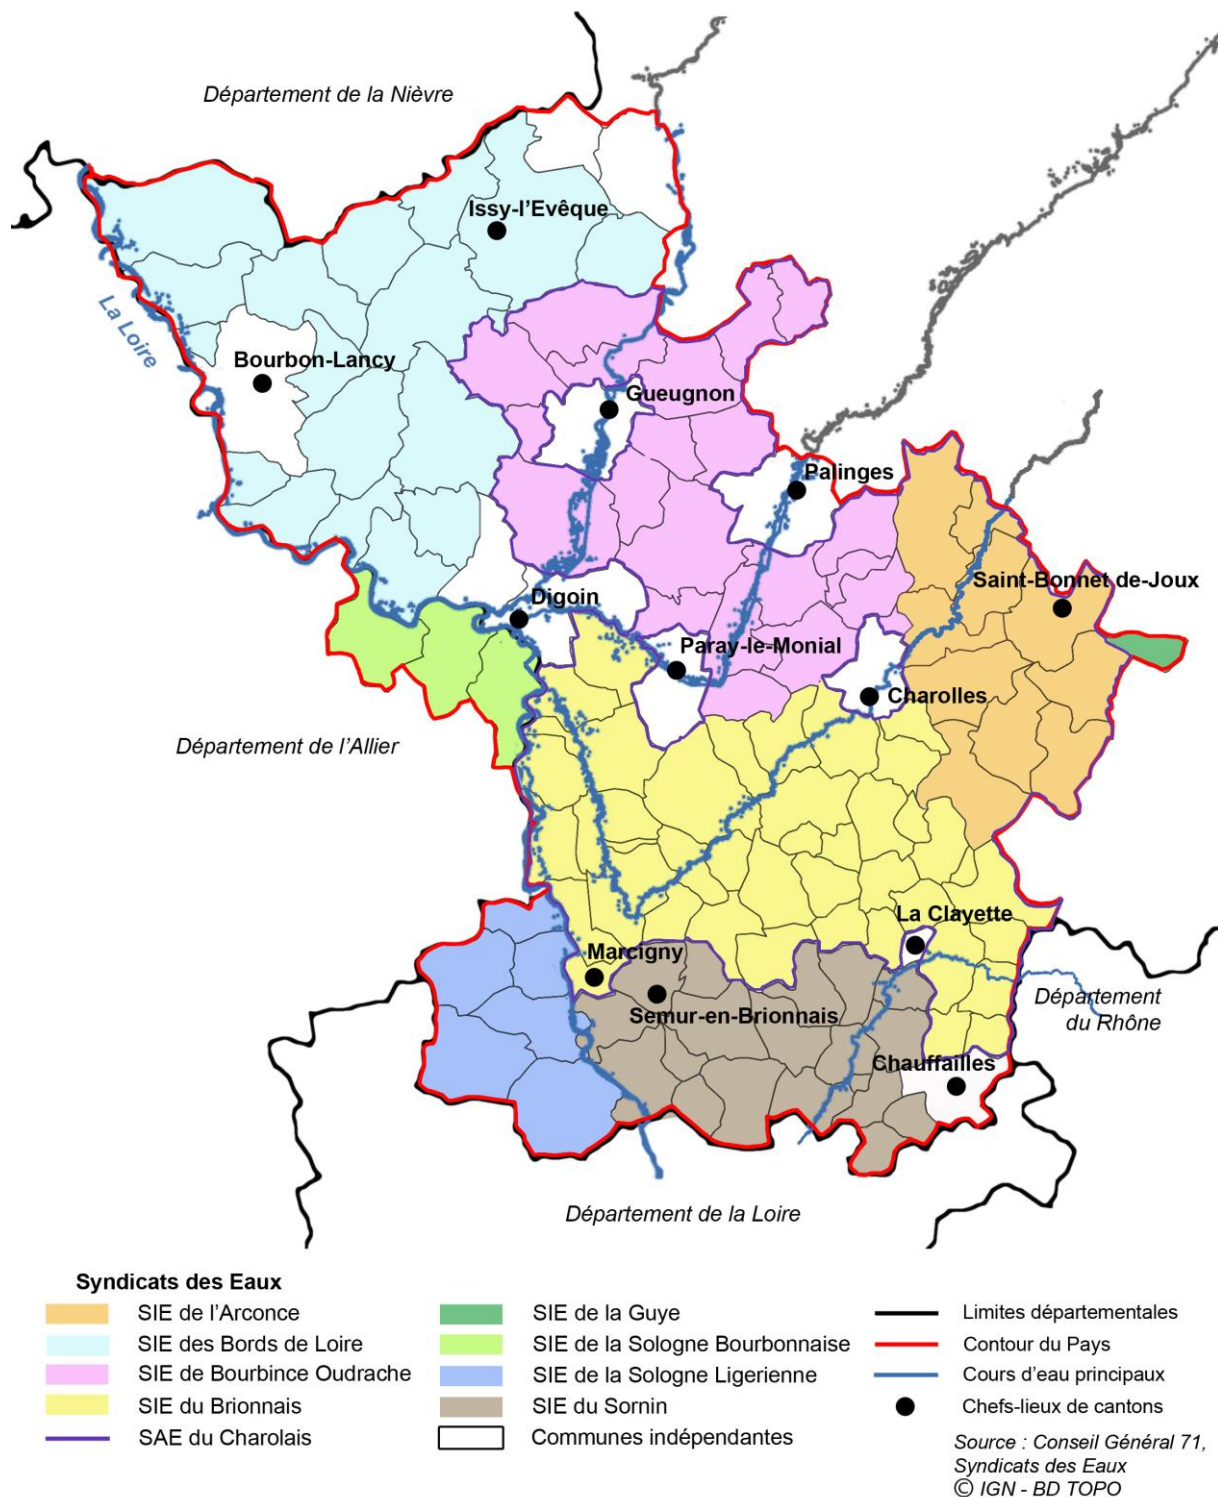 Département de la Nièvre
Issy-l'Evêque
La Loire
Bourbon-Lancy
Gueugnon
Palinges
Saint-Bonnet de-Joux
Digoin
Paray-le-Monial
Charolles
Département de l'Allier
La Clayette
Marcigny
Semur-en-Brionnais
Département
du Rhône
Chauffailles
Département de la Loire
Syndicats des Eaux
SIE de l'Arconce
SIE des Bords de Loire
SIE de Bourbince Oudrache
SIE du Brionnais
SAE du Charolais
SIE de la Guye
SIE de la Sologne Bourbonnaise
SIE de la Sologne Ligerienne
SIE du Sornin
Communes indépendantes
Limites départementales
Contour du Pays
Cours d'eau principaux
Chefs-lieux de cantons
Source : Conseil Général 71,
Syndicats des Eaux
© IGN - BD TOPO